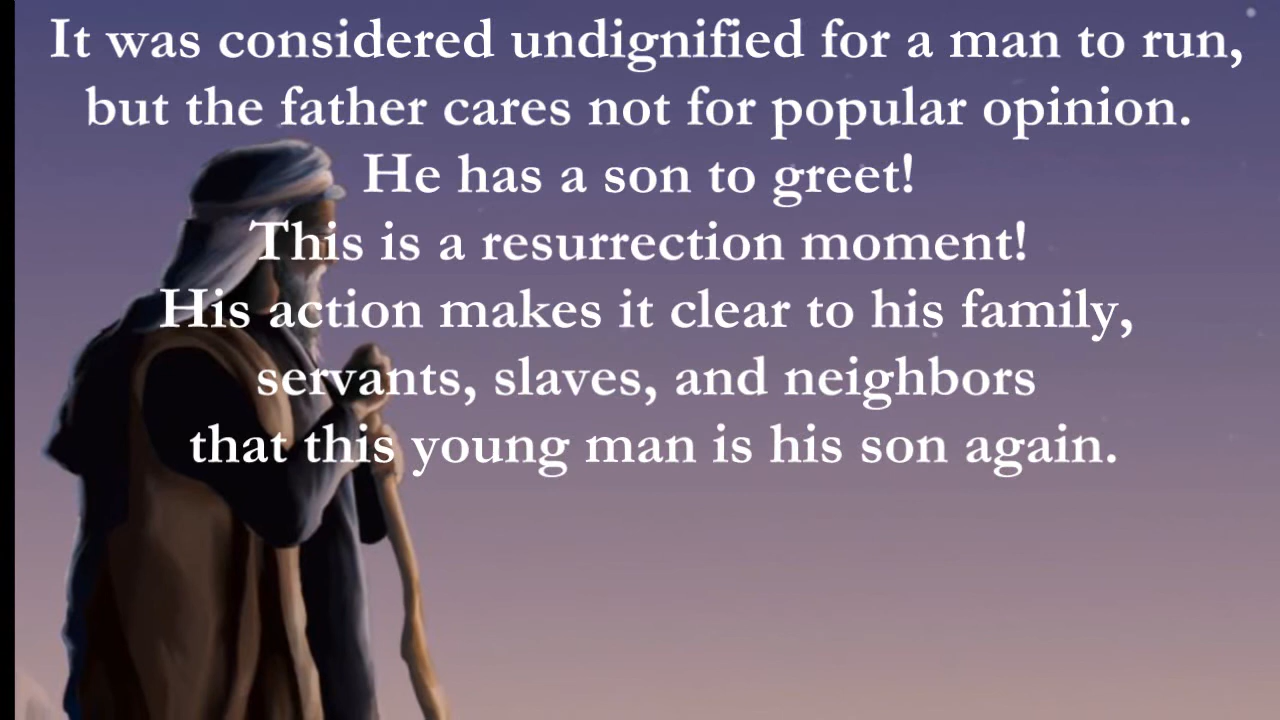 It was considered undignified for a man to run,
but the father cares not for popular opinion.
He has a son to greet!
This is a resurrection moment!
His action makes it clear to his family,
servants, slaves, and neighbors
that this young man is his son again.